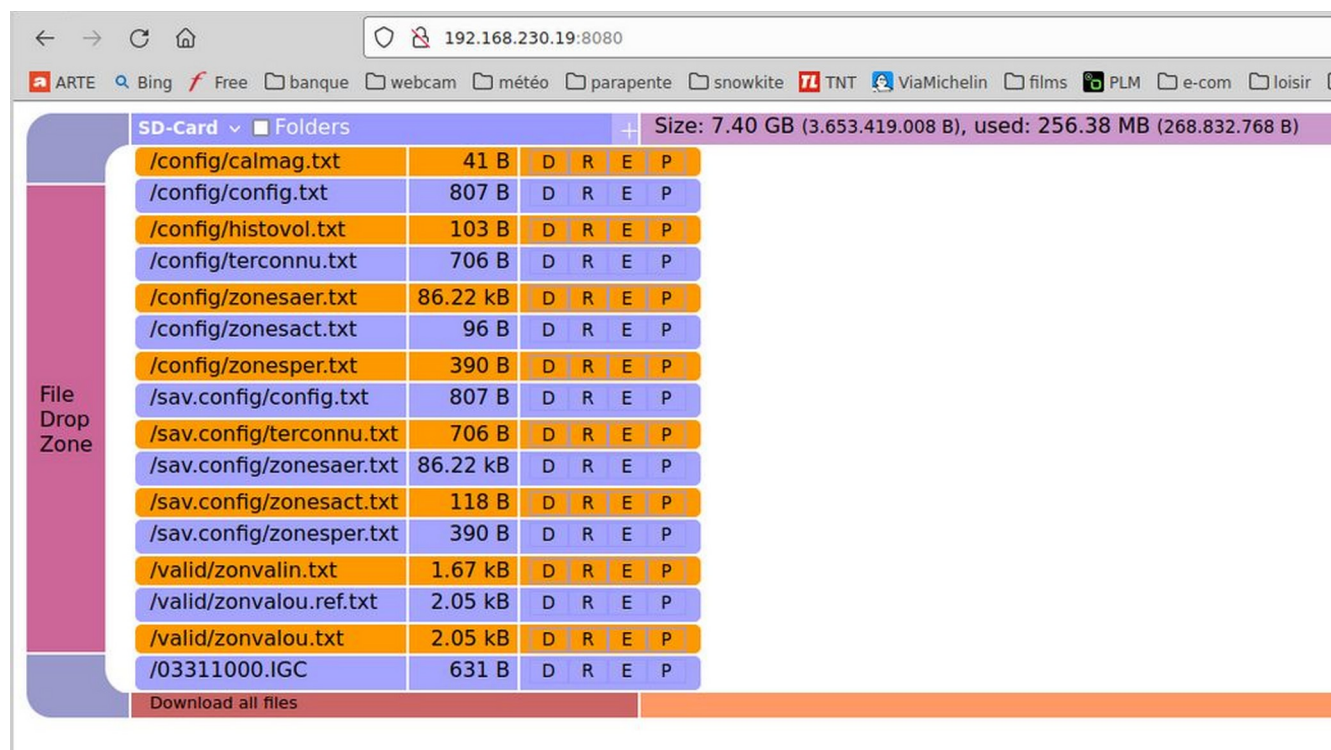 192.168.230.19:8080
ARTE Bing Free banque webcam météo parapente snowkite TNT ViaMichelin films PLM e-com loisir
SD-Card Folders + Size: 7.40 GB (3.653.419.008 B), used: 256.38 MB (268.832.768 B)
/config/calmag.txt 41 B D R E P
/config/config.txt 807 B D R E P
/config/histovol.txt 103 B D R E P
/config/terconnu.txt 706 B D R E P
/config/zonesaer.txt 86.22 kB D R E P
/config/zonesact.txt 96 B D R E P
/config/zonesper.txt 390 B D R E P
/sav.config/config.txt 807 B D R E P
/sav.config/terconnu.txt 706 B D R E P
/sav.config/zonesaer.txt 86.22 kB D R E P
/sav.config/zonesact.txt 118 B D R E P
/sav.config/zonesper.txt 390 B D R E P
/valid/zonvalin.txt 1.67 kB D R E P
/valid/zonvalou.ref.txt 2.05 kB D R E P
/valid/zonvalou.txt 2.05 kB D R E P
/03311000.IGC 631 B D R E P
File
Drop
Zone
Download all files